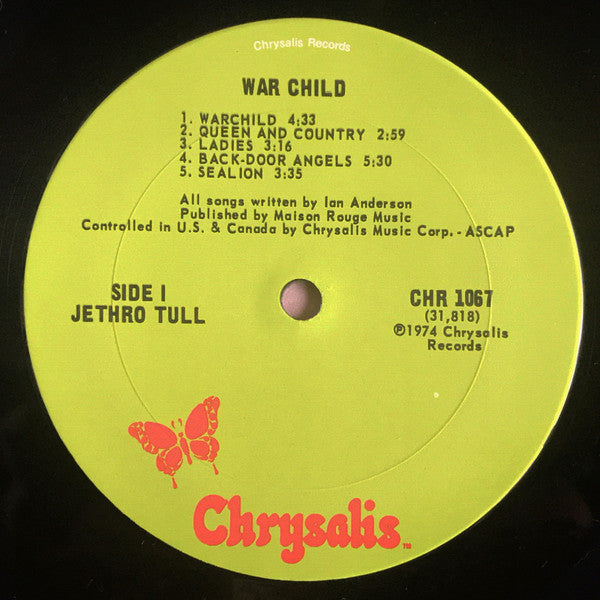 Chrysalis Records
WAR CHILD
1. WARCHILD 4:33
2. QUEEN AND COUNTRY 2:59
3. LADIES 3:16
4. BACK-DOOR ANGELS 5:30
5. SEALION 3:35
All songs written by Ian Anderson
Published by Maison Rouge Music
Controlled in U.S. & Canada by Chrysalis Music Corp. - ASCAP
SIDE I
JETHRO TULL
CHR 1067
(31,818)
℗1974 Chrysalis
Records
Chrysalis™